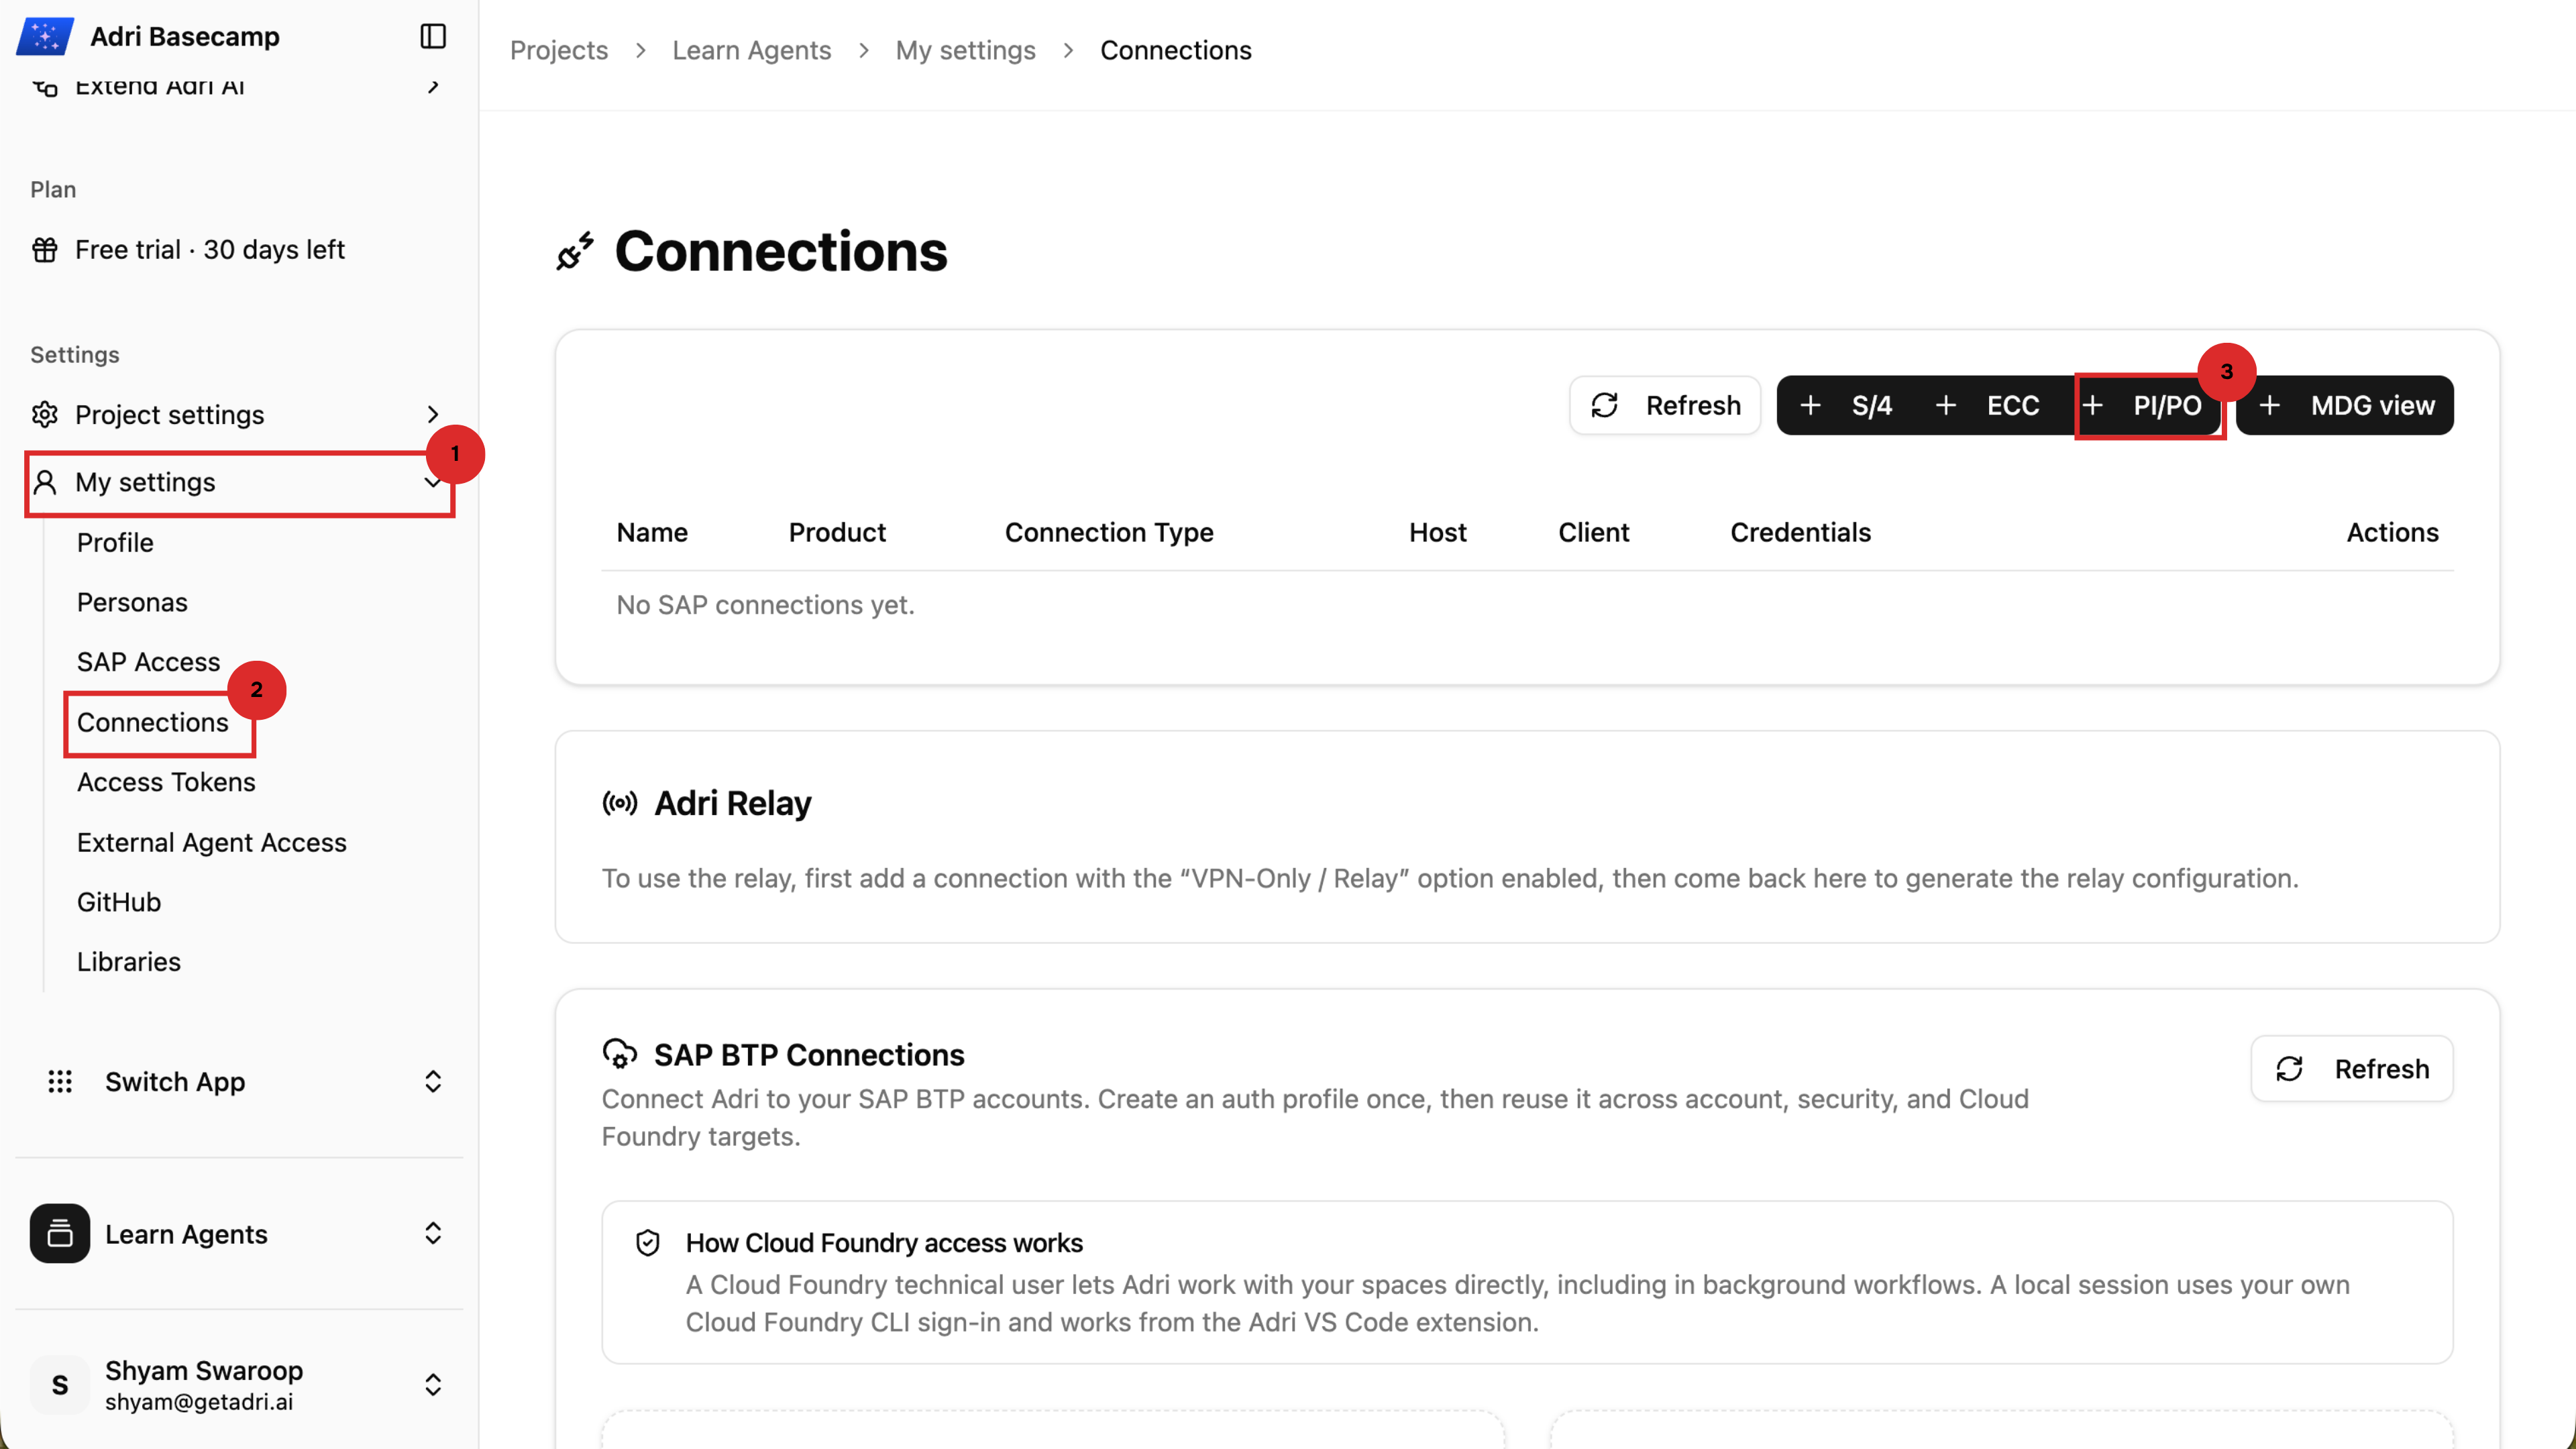 Adri Basecamp
Extend Adri AI
Plan
Free trial · 30 days left
Settings
Project settings
1
My settings
Profile
Personas
SAP Access
2
Connections
Access Tokens
External Agent Access
GitHub
Libraries
Switch App
Learn Agents
S
Shyam Swaroop
shyam@getadri.ai
Projects > Learn Agents > My settings > Connections
Connections
3
Refresh + S/4 + ECC + PI/PO + MDG view
Name Product Connection Type Host Client Credentials Actions
No SAP connections yet.
Adri Relay
To use the relay, first add a connection with the “VPN-Only / Relay” option enabled, then come back here to generate the relay configuration.
SAP BTP Connections
Refresh
Connect Adri to your SAP BTP accounts. Create an auth profile once, then reuse it across account, security, and Cloud
Foundry targets.
How Cloud Foundry access works
A Cloud Foundry technical user lets Adri work with your spaces directly, including in background workflows. A local session uses your own
Cloud Foundry CLI sign-in and works from the Adri VS Code extension.